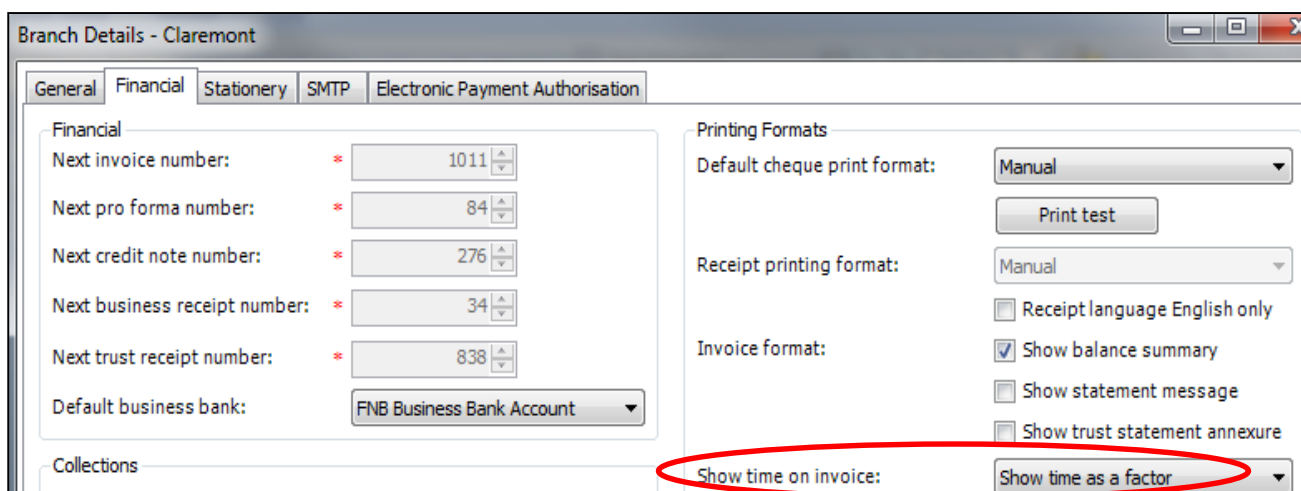 Branch Details - Claremont
General Financial Stationery SMTP Electronic Payment Authorisation
Financial
Next invoice number: * 1011
Next pro forma number: * 84
Next credit note number: * 276
Next business receipt number: * 34
Next trust receipt number: * 838
Default business bank: FNB Business Bank Account
Collections
Printing Formats
Default cheque print format: Manual
Print test
Receipt printing format: Manual
Receipt language English only
Invoice format: Show balance summary
Show statement message
Show trust statement annexure
Show time on invoice: Show time as a factor